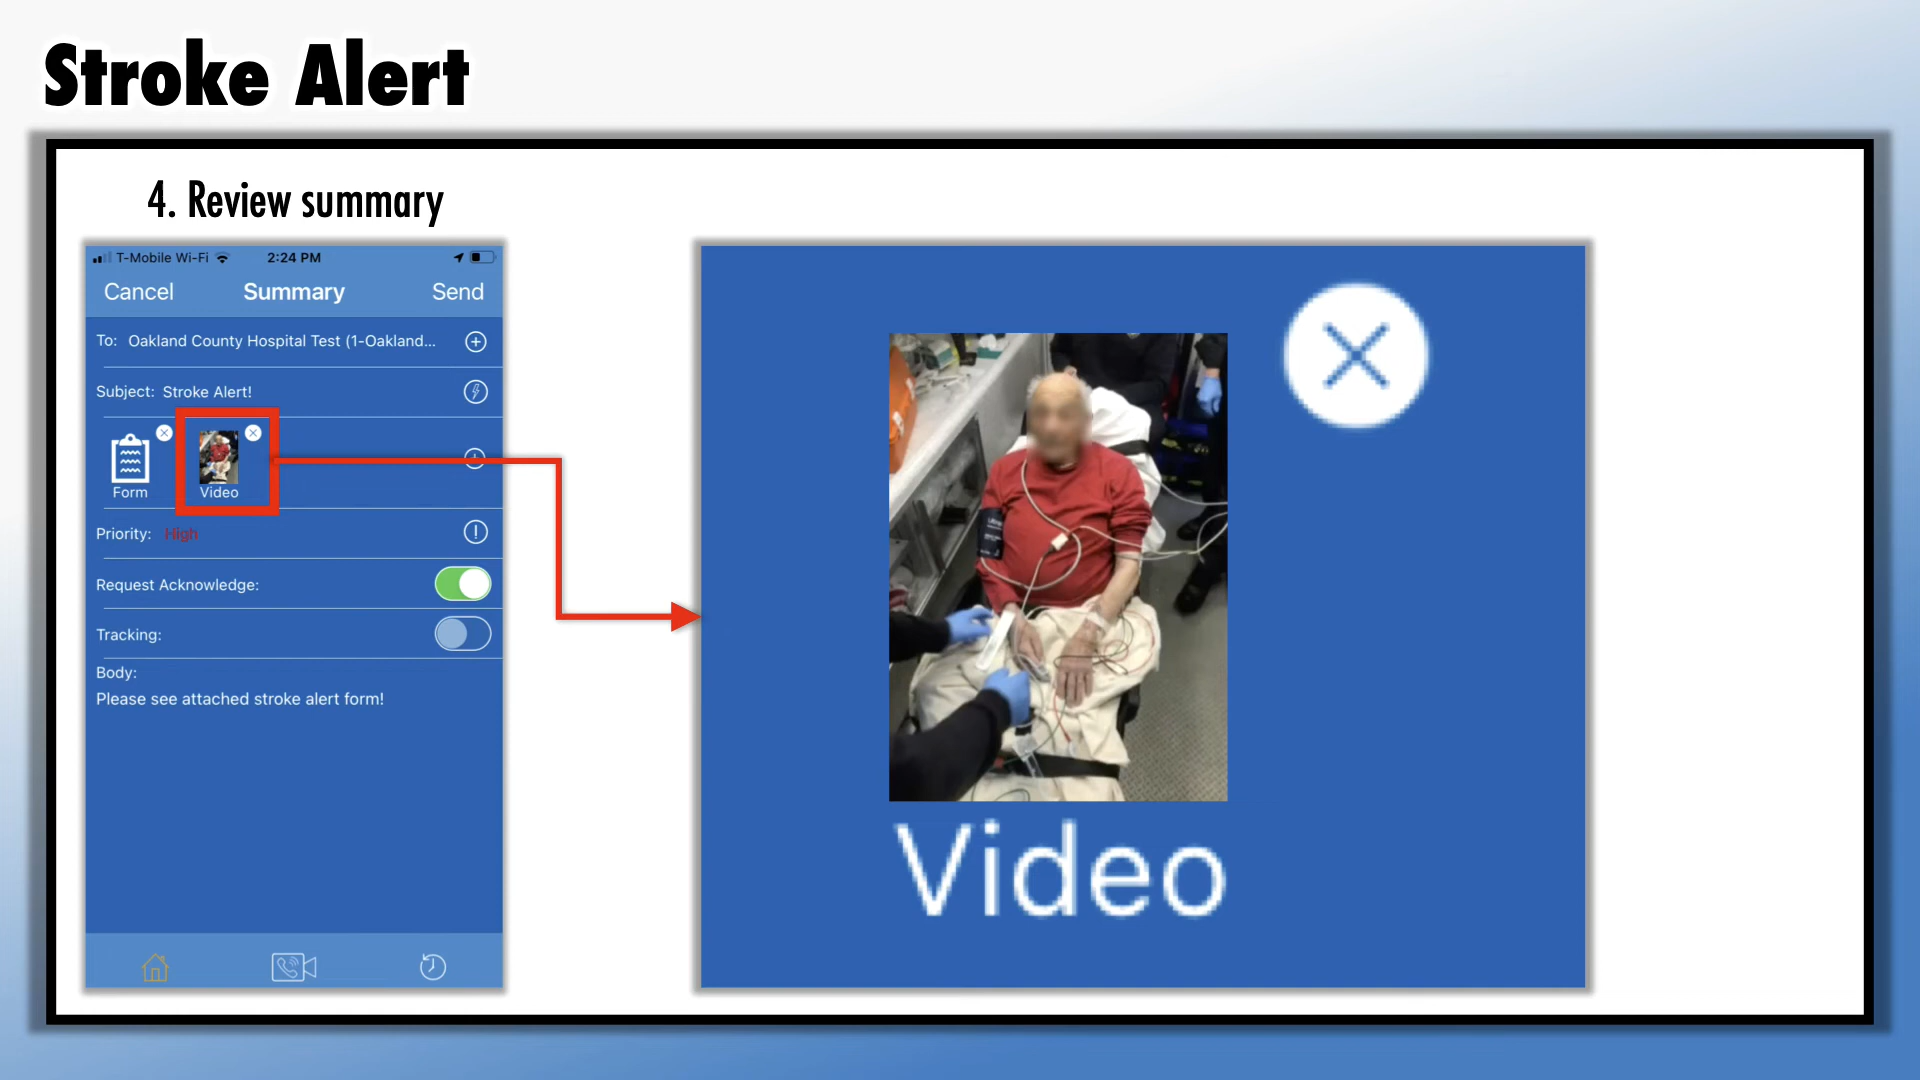 Stroke Alert
4. Review summary
T-Mobile Wi-Fi 2:24 PM
Cancel Summary Send
To: Oakland County Hospital Test (1-Oakland...
Subject: Stroke Alert!
Form Video
Priority: High
Request Acknowledge:
Tracking:
Body:
Please see attached stroke alert form!
Video